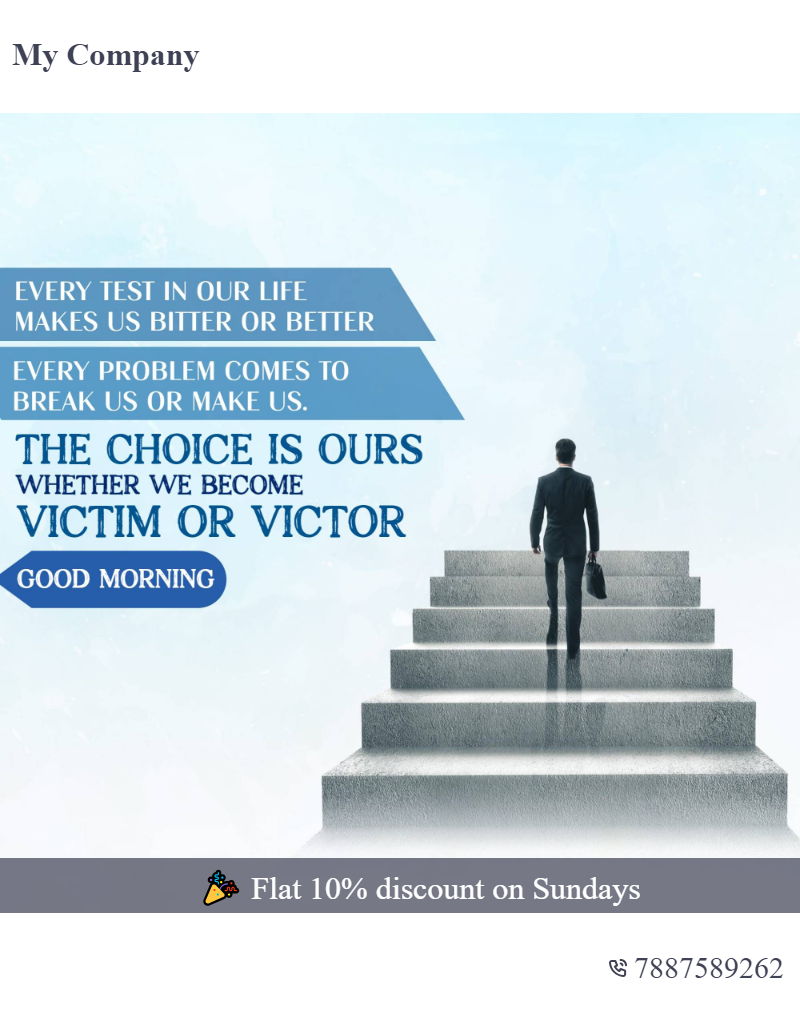 My Company
EVERY TEST IN OUR LIFE
MAKES US BITTER OR BETTER
EVERY PROBLEM COMES TO
BREAK US OR MAKE US.
THE CHOICE IS OURS
WHETHER WE BECOME
VICTIM OR VICTOR
GOOD MORNING
Flat 10% discount on Sundays
7887589262